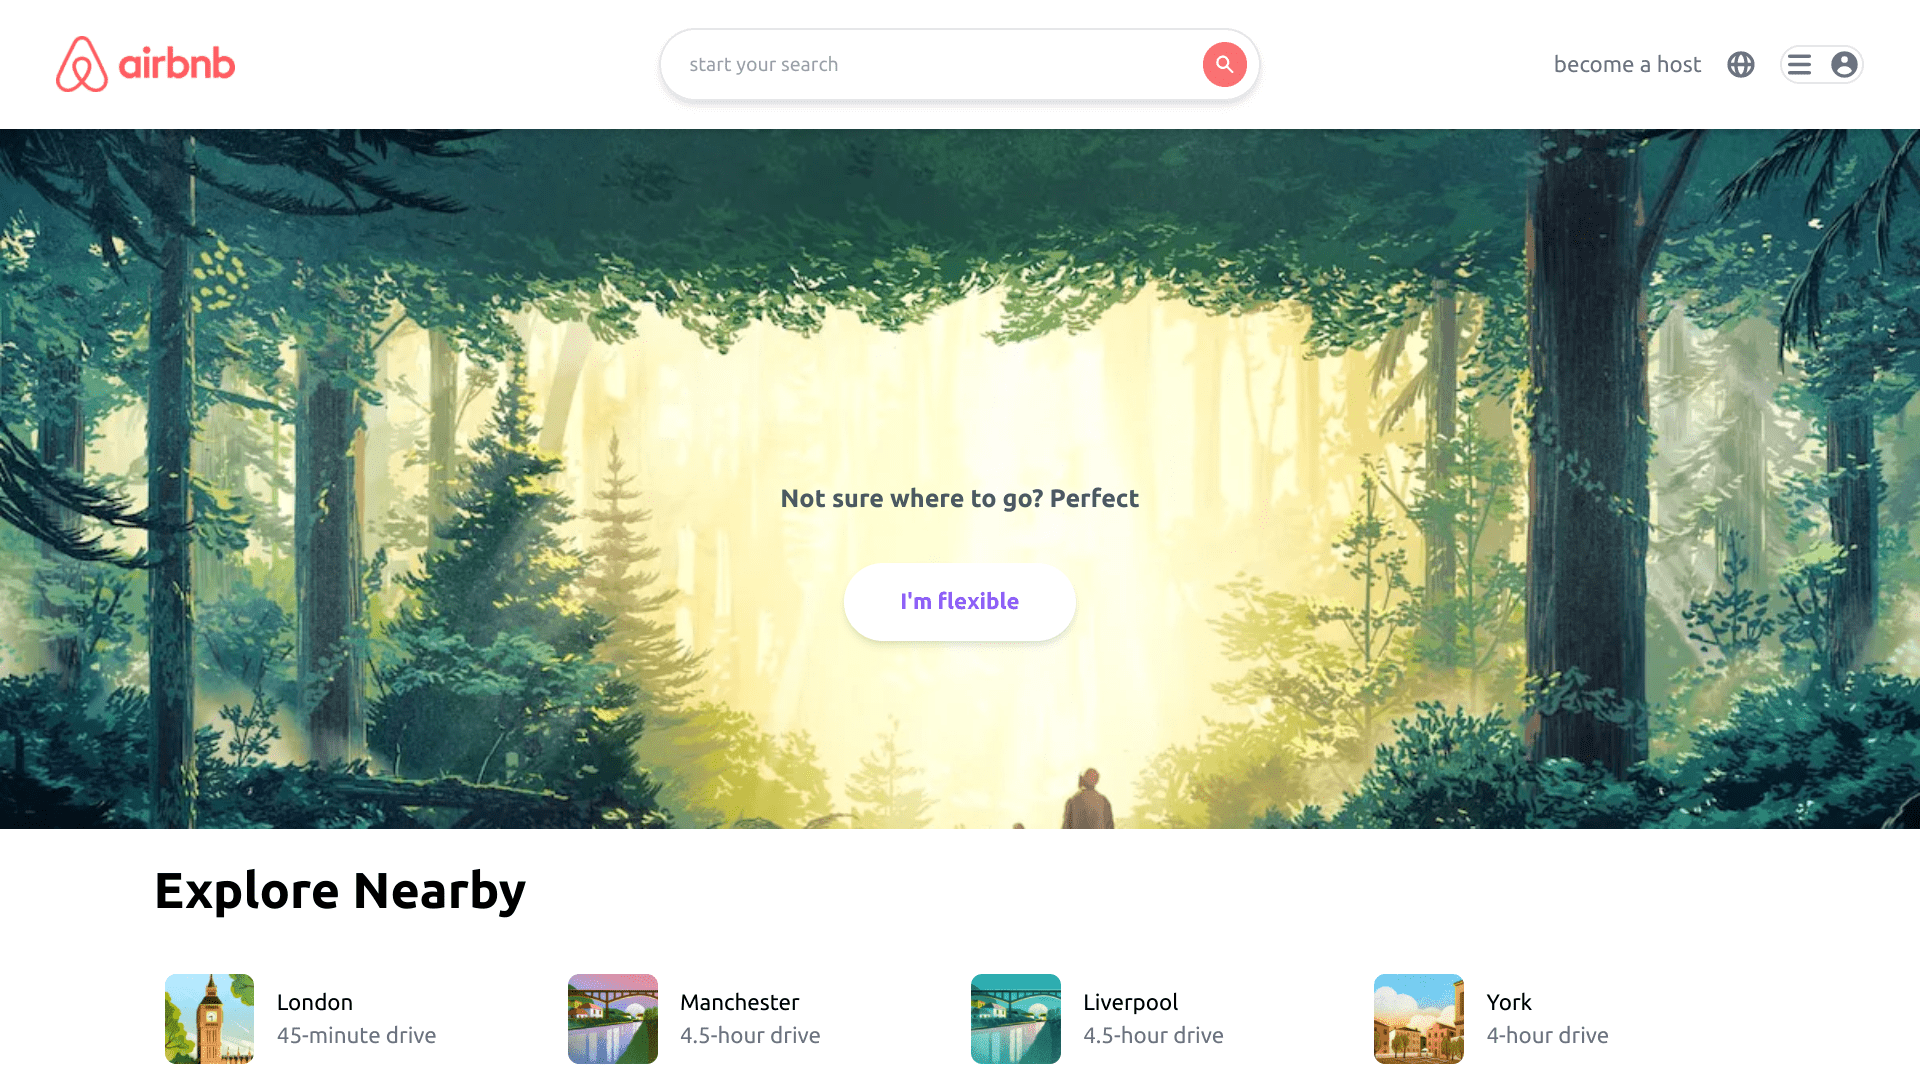 airbnb
start your search
become a host
Not sure where to go? Perfect
I'm flexible
Explore Nearby
London
45-minute drive
Manchester
4.5-hour drive
Liverpool
4.5-hour drive
York
4-hour drive